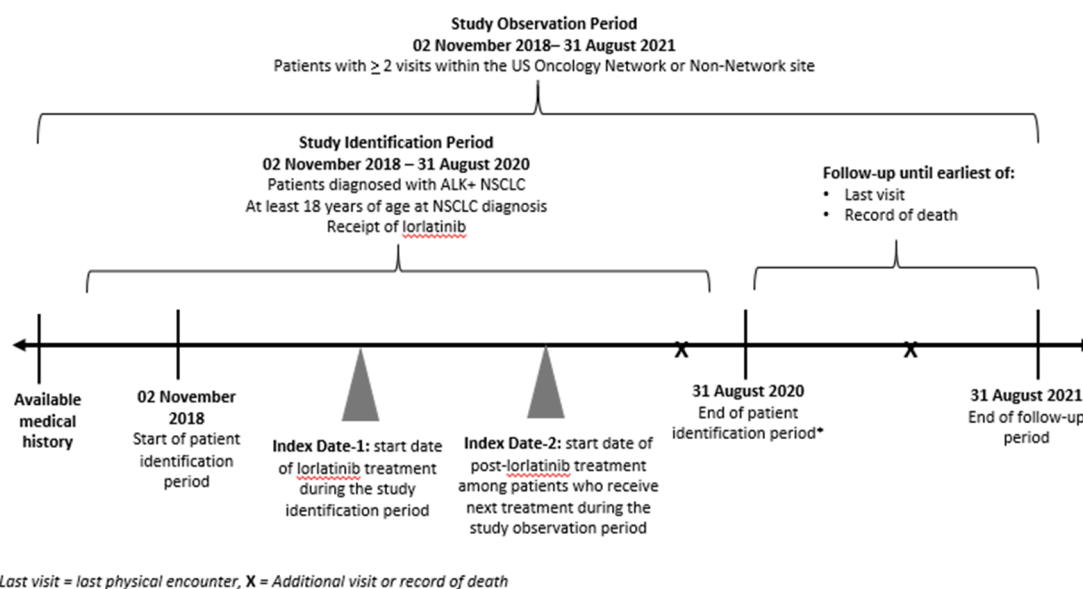 Study Observation Period
02 November 2018– 31 August 2021
Patients with ≥ 2 visits within the US Oncology Network or Non-Network site
Study Identification Period
02 November 2018 – 31 August 2020
Patients diagnosed with ALK+ NSCLC
At least 18 years of age at NSCLC diagnosis
Receipt of lorlatinib
Follow-up until earliest of:
• Last visit
• Record of death
X
X
Available
medical
history
02 November
2018
Start of patient
identification
period
Index Date-1: start date
of lorlatinib treatment
during the study
identification period
Index Date-2: start date of
post-lorlatinib treatment
among patients who receive
next treatment during the
study observation period
31 August 2020
End of patient
identification period*
31 August 2021
End of follow-up
period
Last visit = last physical encounter, X = Additional visit or record of death